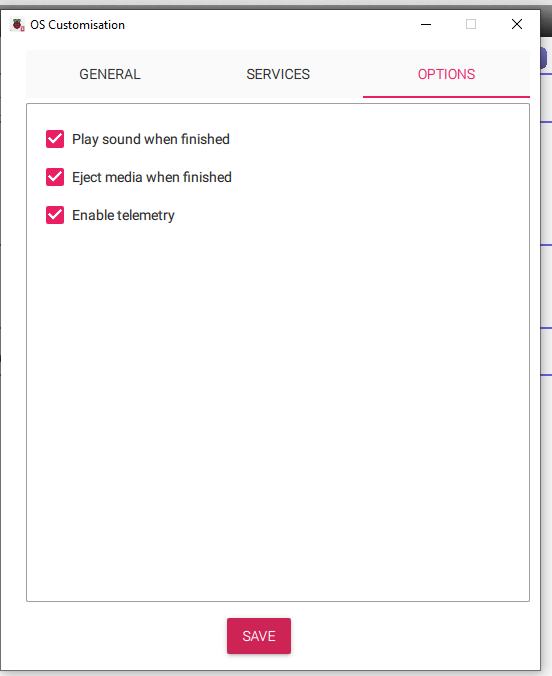 OS Customisation
GENERAL
SERVICES
OPTIONS
Play sound when finished
Eject media when finished
Enable telemetry
SAVE